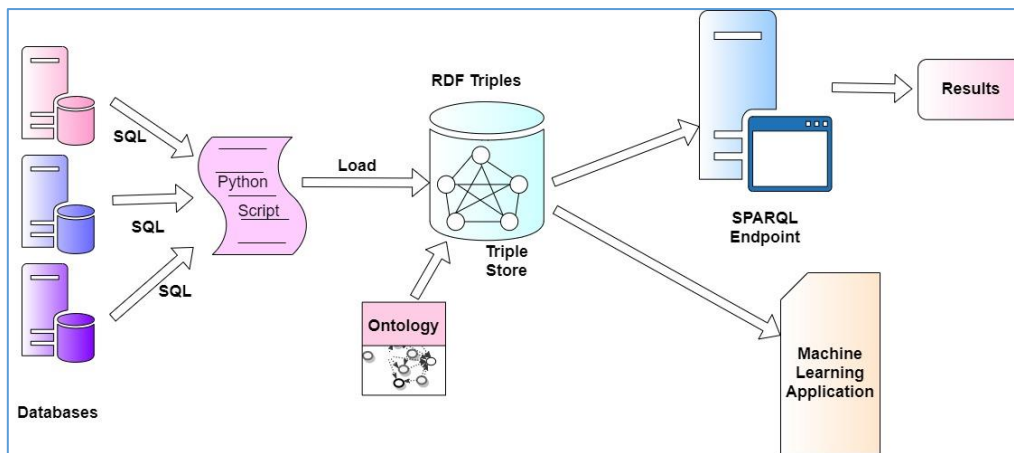 SQL
SQL
SQL
Databases
Python
Script
Load
RDF Triples
Triple
Store
Ontology
SPARQL
Endpoint
Results
Machine
Learning
Application